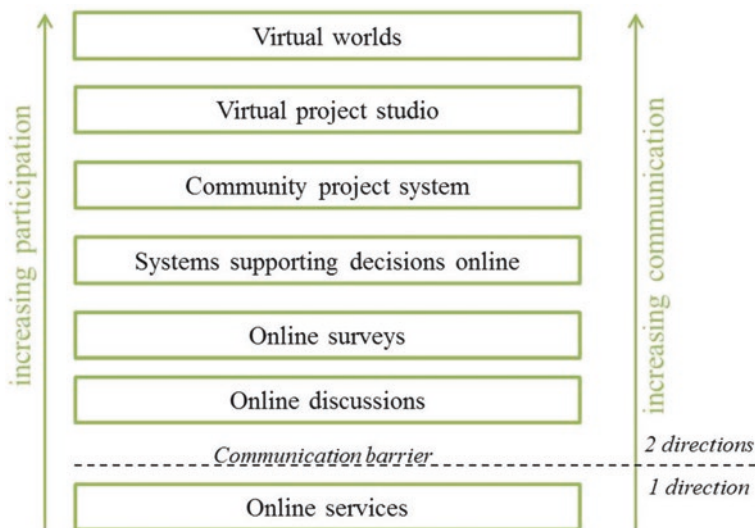 Virtual worlds
Virtual project studio
Community project system
Systems supporting decisions online
Online surveys
Online discussions
Communication barrier
Online services
increasing participation
increasing communication
2 directions
1 direction